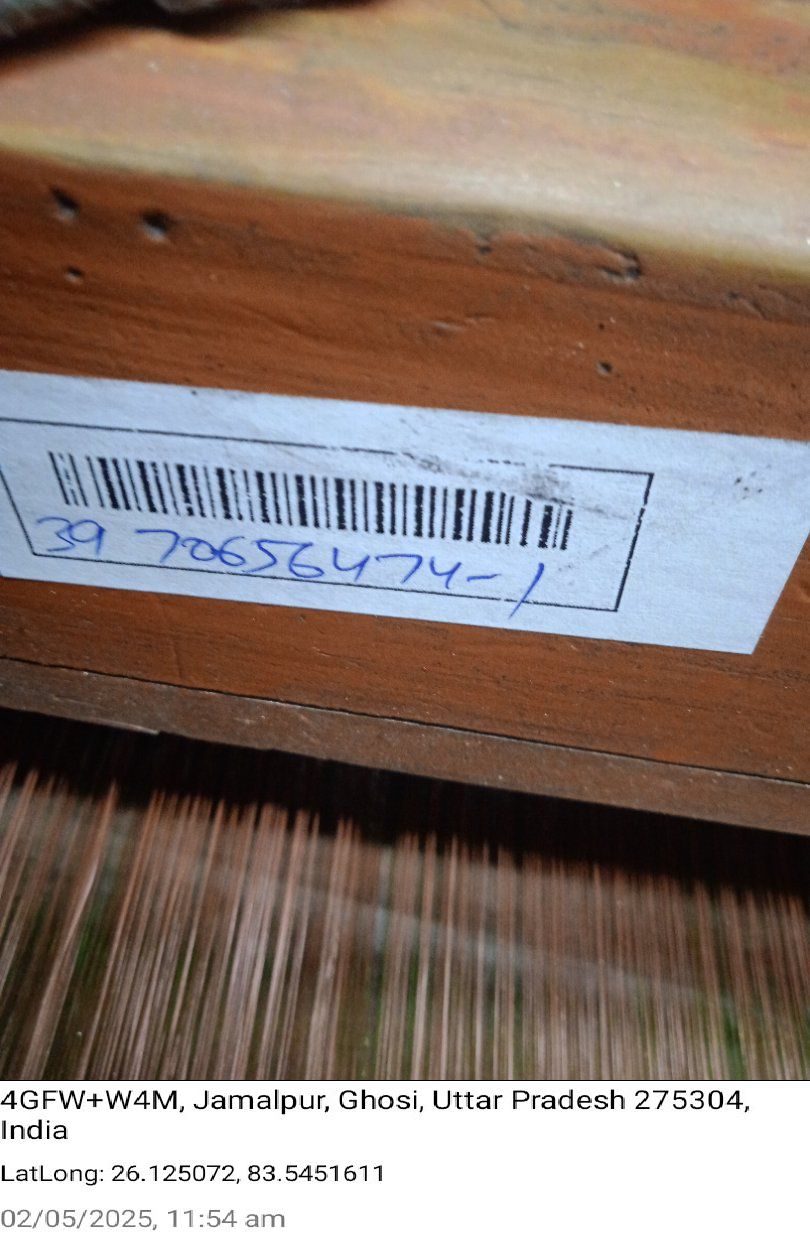 39 70656474-1
4GFW+W4M, Jamalpur, Ghosi, Uttar Pradesh 275304,
India
LatLong: 26.125072, 83.5451611
02/05/2025, 11:54 am